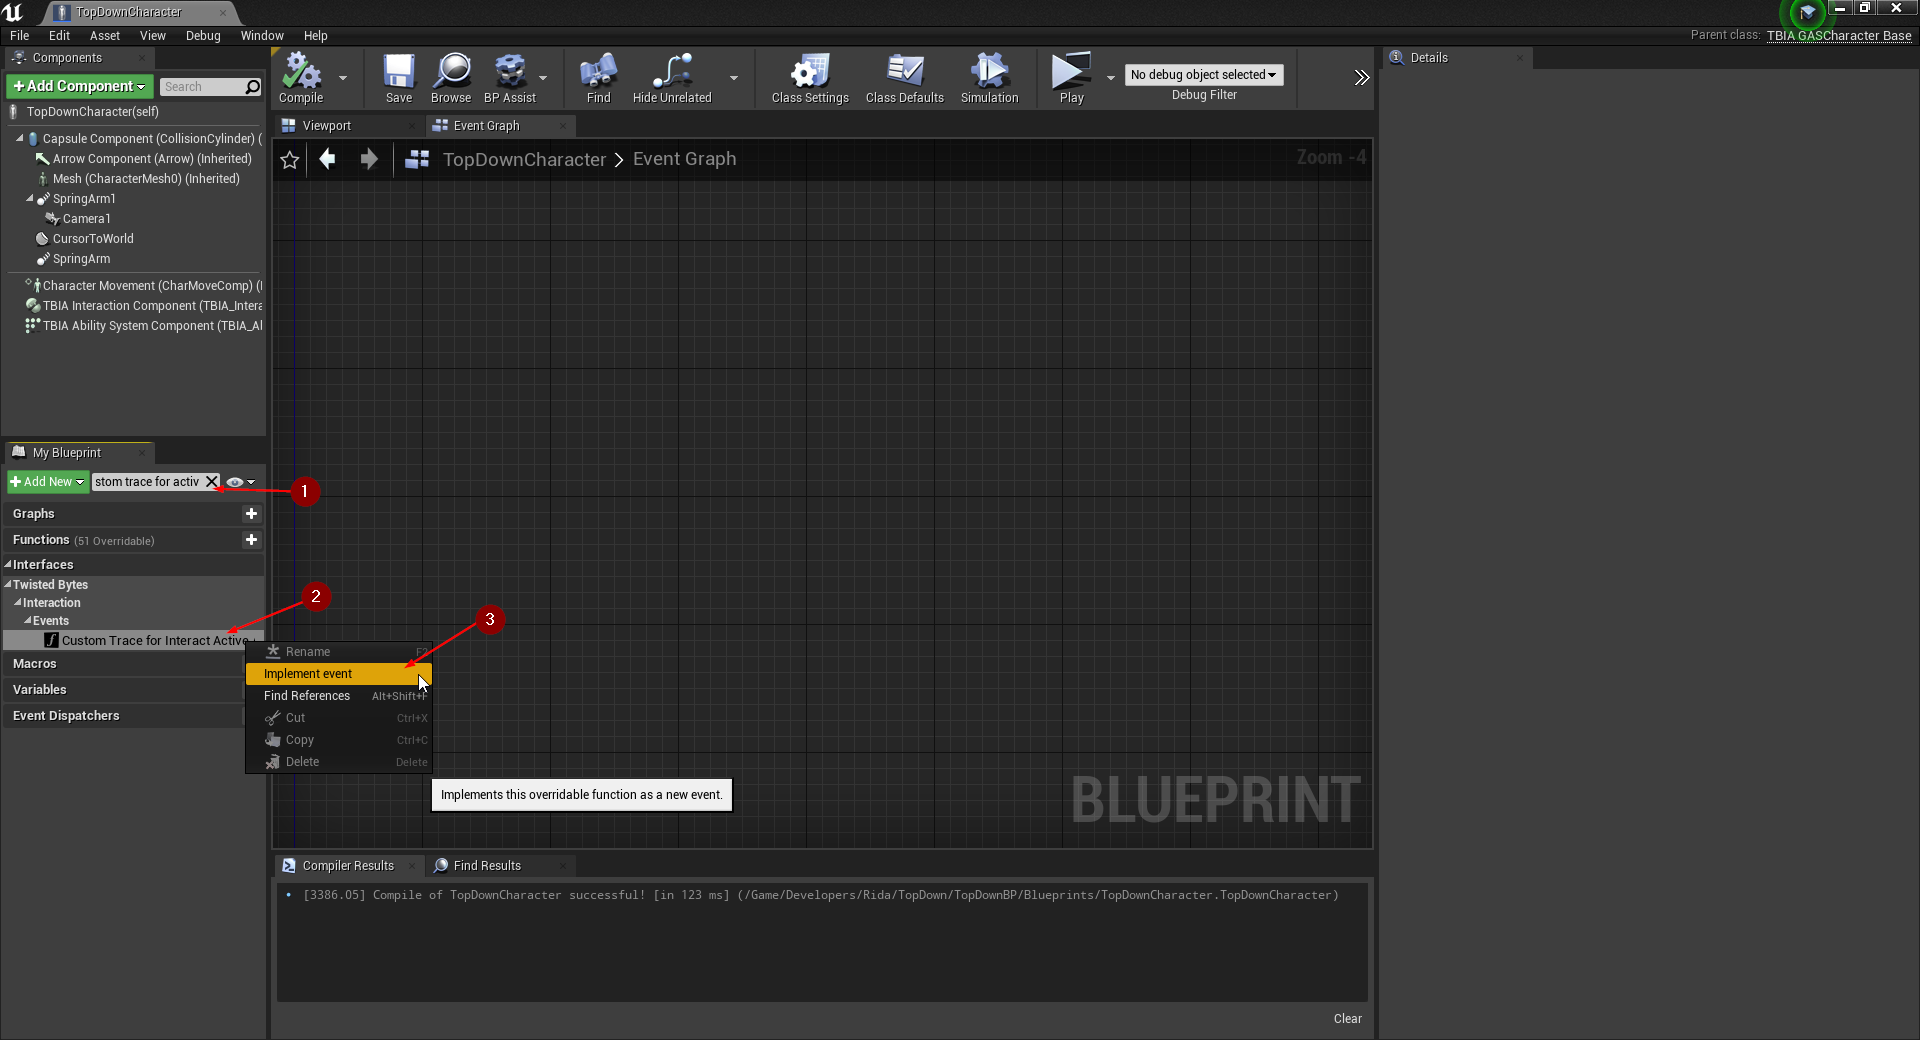 TopDownCharacter
File Edit Asset View Debug Window Help
Parent class: TBIA GASCharacter Base
Components
Add Component
Search
TopDownCharacter(self)
Capsule Component (CollisionCylinder) (
Arrow Component (Arrow) (Inherited)
Mesh (CharacterMesh0) (Inherited)
SpringArm1
Camera1
CursorToWorld
SpringArm
Character Movement (CharMoveComp) (I
TBIA Interaction Component (TBIA_Intera
TBIA Ability System Component (TBIA_Al
Compile
Save
Browse
BP Assist
Find
Hide Unrelated
Class Settings
Class Defaults
Simulation
Play
No debug object selected
Debug Filter
Details
Viewport
Event Graph
TopDownCharacter > Event Graph
Zoom -4
My Blueprint
+ Add New
stom trace for activ
1
Graphs
Functions (51 Overridable)
Interfaces
Twisted Bytes
Interaction
Events
Custom Trace for Interact Active
2
3
Macros
Variables
Event Dispatchers
Rename F2
Implement event
Find References Alt+Shift+F
Cut Ctrl+X
Copy Ctrl+C
Delete Delete
Implements this overridable function as a new event.
BLUEPRINT
Compiler Results
Find Results
[3386.05] Compile of TopDownCharacter successful! [in 123 ms] (/Game/Developers/Rida/TopDown/TopDownBP/Blueprints/TopDownCharacter.TopDownCharacter)
Clear